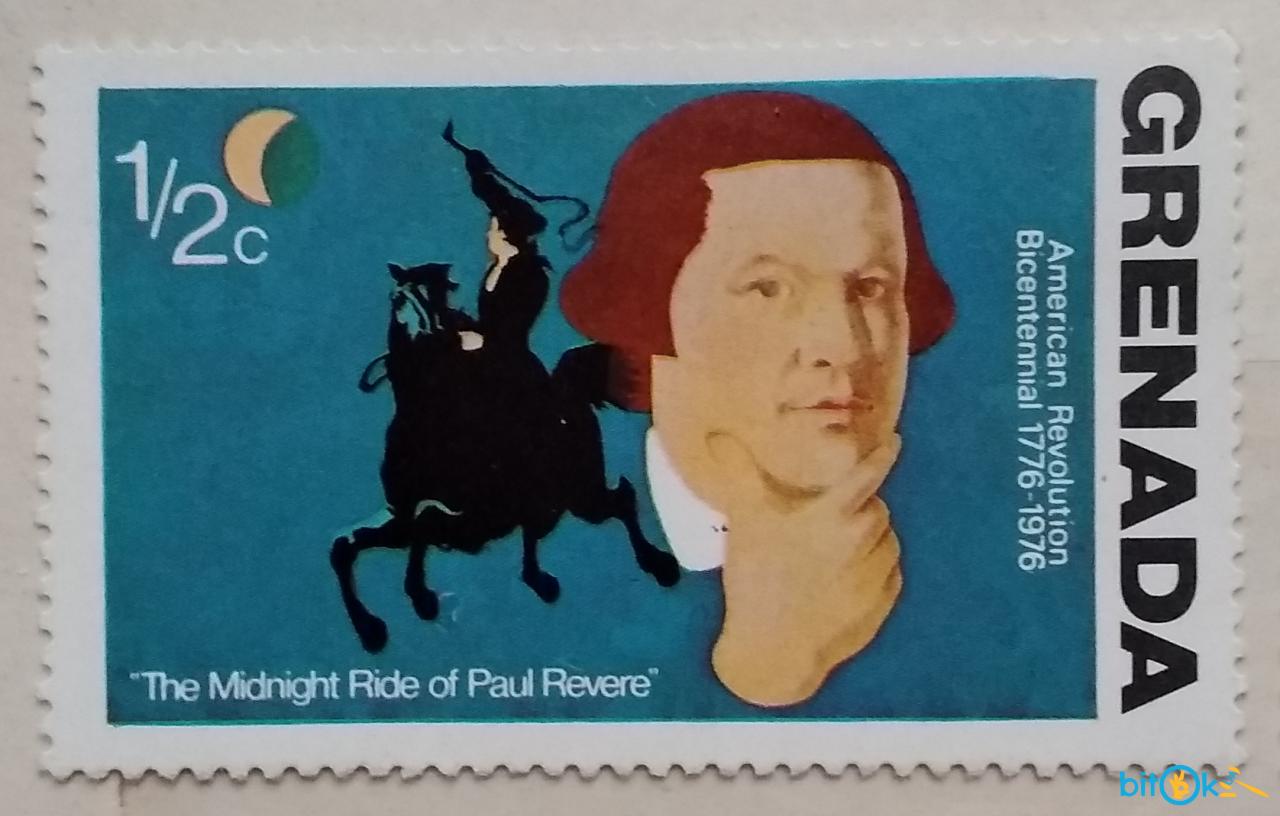 1/2c
GRENADA
American Revolution
Bicentennial 1776-1976
"The Midnight Ride of Paul Revere"
bitOk